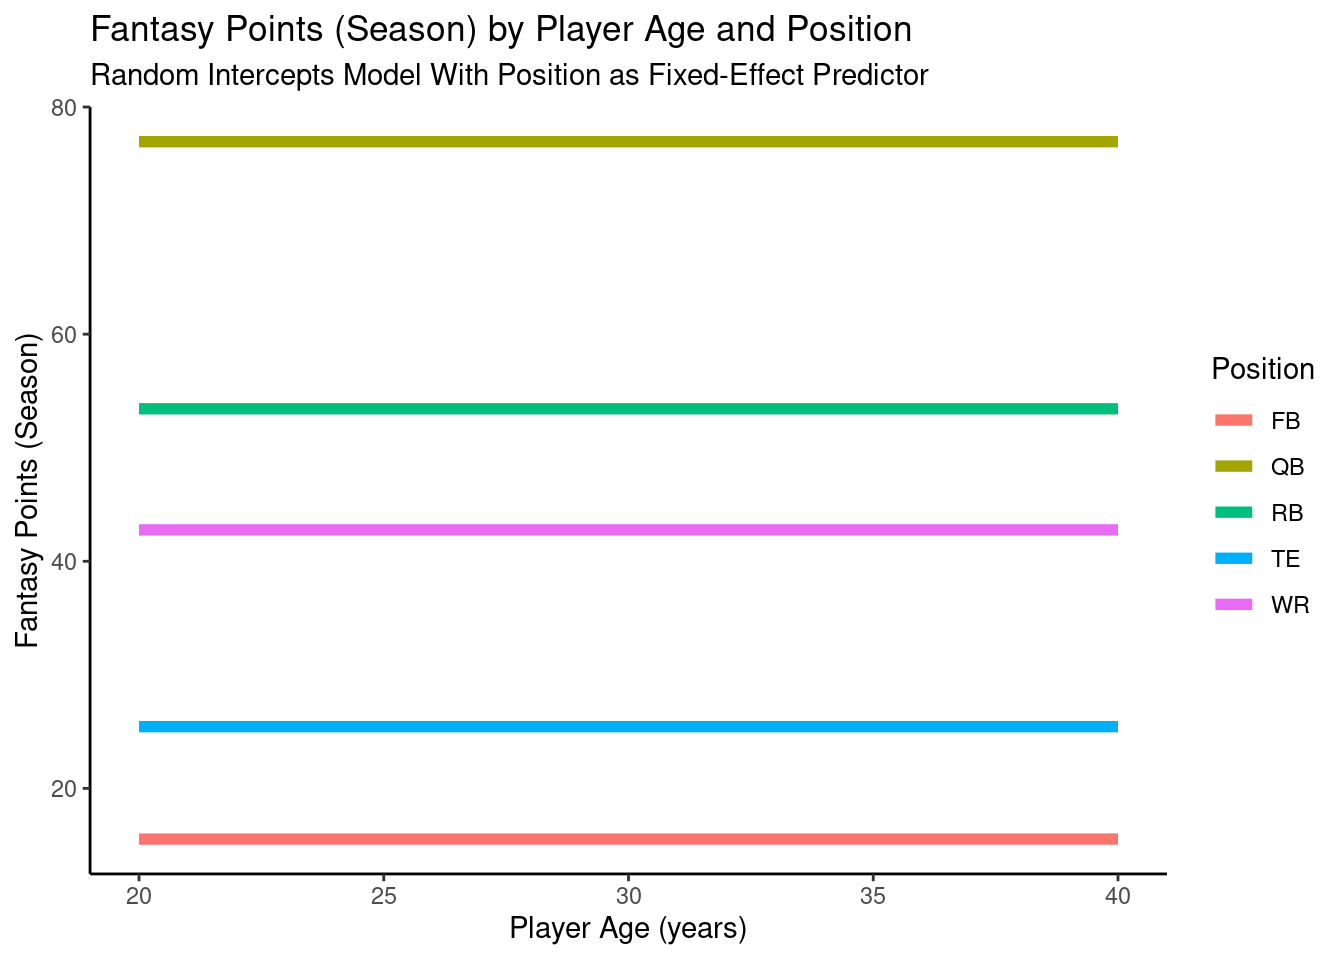 Fantasy Points (Season) by Player Age and Position
Random Intercepts Model With Position as Fixed-Effect Predictor
Fantasy Points (Season)
80
60
40
20
20 25 30 35 40
Player Age (years)
Position
FB
QB
RB
TE
WR